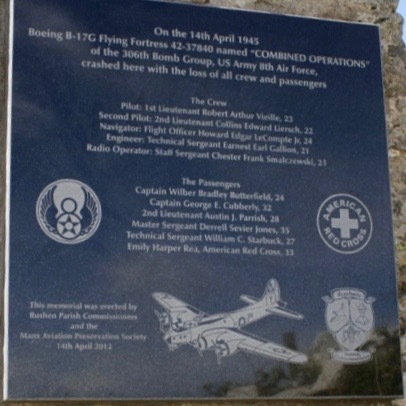 On the 14th April 1945
Boeing B-17G Flying Fortress 42-37840 named "COMBINED OPERATIONS"
of the 306th Bomb Group, US Army 8th Air Force,
crashed here with the loss of all crew and passengers
The Crew
Pilot: 1st Lieutenant Robert Arthur Vieille, 23
Second Pilot: 2nd Lieutenant Collins Edward Liersch, 22
Navigator: Flight Officer Howard Edgar LeCompte Jr, 24
Engineer: Technical Sergeant Earnest Earl Gallion, 21
Radio Operator: Staff Sergeant Chester Frank Smalczewski, 23
The Passengers
Captain Wilber Bradley Butterfield, 24
Captain George E. Cubberly, 32
2nd Lieutenant Austin J. Parrish, 28
Master Sergeant Derrell Sevier Jones, 35
Technical Sergeant William C. Starbuck, 27
Emily Harper Rea, American Red Cross, 33
AMERICAN
RED CROSS
This memorial was erected by
Rushen Parish Commissioners
and the
Manx Aviation Preservation Society
14th April 2012